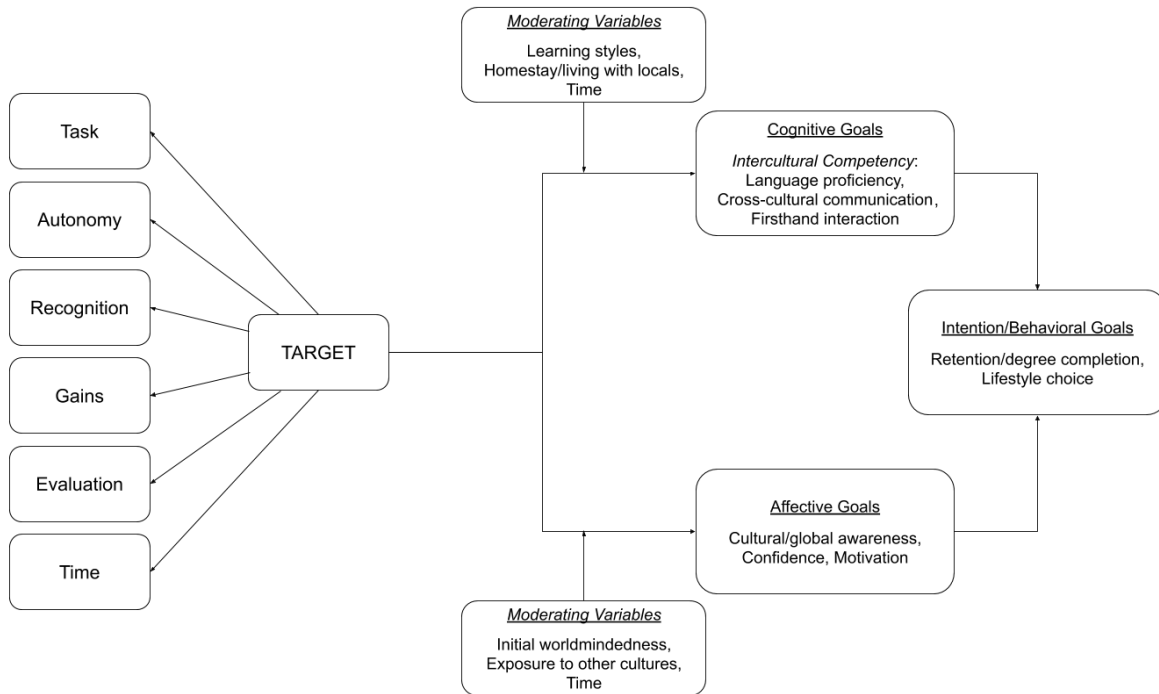 Moderating Variables
Learning styles,
Homestay/living with locals,
Time
Task
Autonomy
Recognition
Gains
Evaluation
Time
TARGET
Cognitive Goals
Intercultural Competency:
Language proficiency,
Cross-cultural communication,
Firsthand interaction
Intention/Behavioral Goals
Retention/degree completion,
Lifestyle choice
Affective Goals
Cultural/global awareness,
Confidence, Motivation
Moderating Variables
Initial worldmindedness,
Exposure to other cultures,
Time